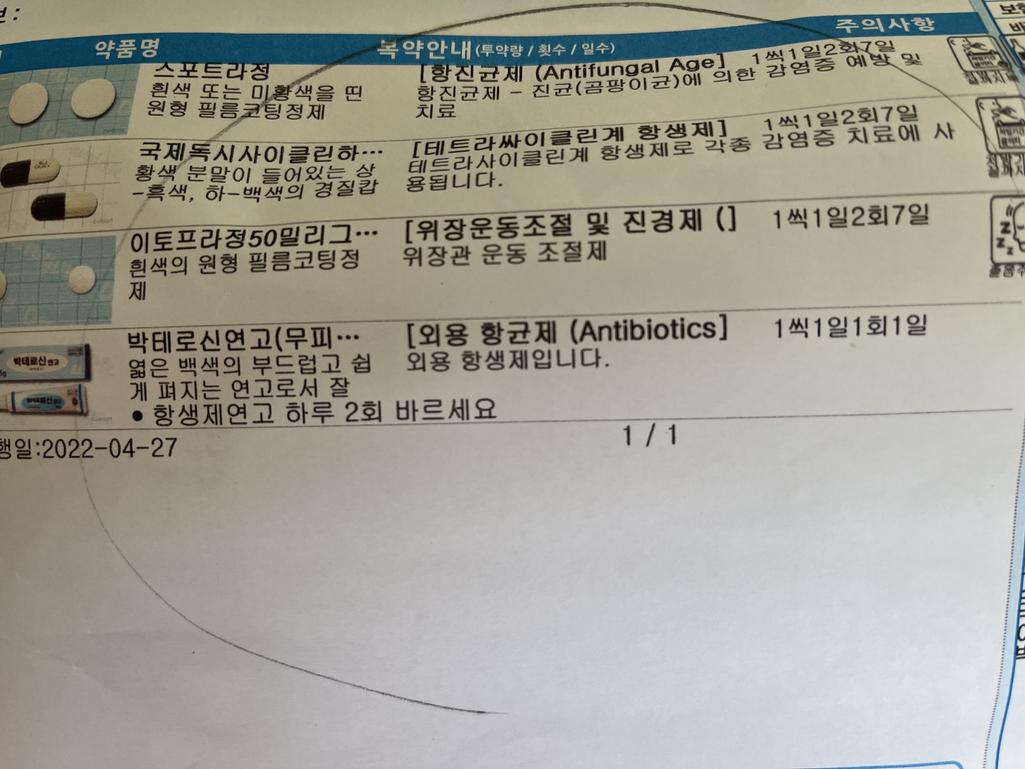 약품명 복약안내(투약량 / 횟수 / 일수) 주의사항
스포트라정 [항진균제 (Antifungal Age] 1씩1일2회7일
흰색 또는 미황색을 띤 항진균제 - 진균(곰팡이균)에 의한 감염증 예방 및
원형 필름코팅정제 치료
국제독시사이클린하… [테트라싸이클린계 항생제] 1씩1일2회7일
황색 분말이 들어있는 상 테트라사이클린계 항생제로 각종 감염증 치료에 사
-흑색, 하-백색의 경질캅 용됩니다.
이토프라정50밀리그… [위장운동조절 및 진경제 (] 1씩1일2회7일
흰색의 원형 필름코팅정 위장관 운동 조절제
제
박테로신연고(무피… [외용 항균제 (Antibiotics] 1씩1일1회1일
엷은 백색의 부드럽고 쉽 외용 항생제입니다.
게 펴지는 연고로서 잘
• 항생제연고 하루 2회 바르세요
행일:2022-04-27 1 / 1